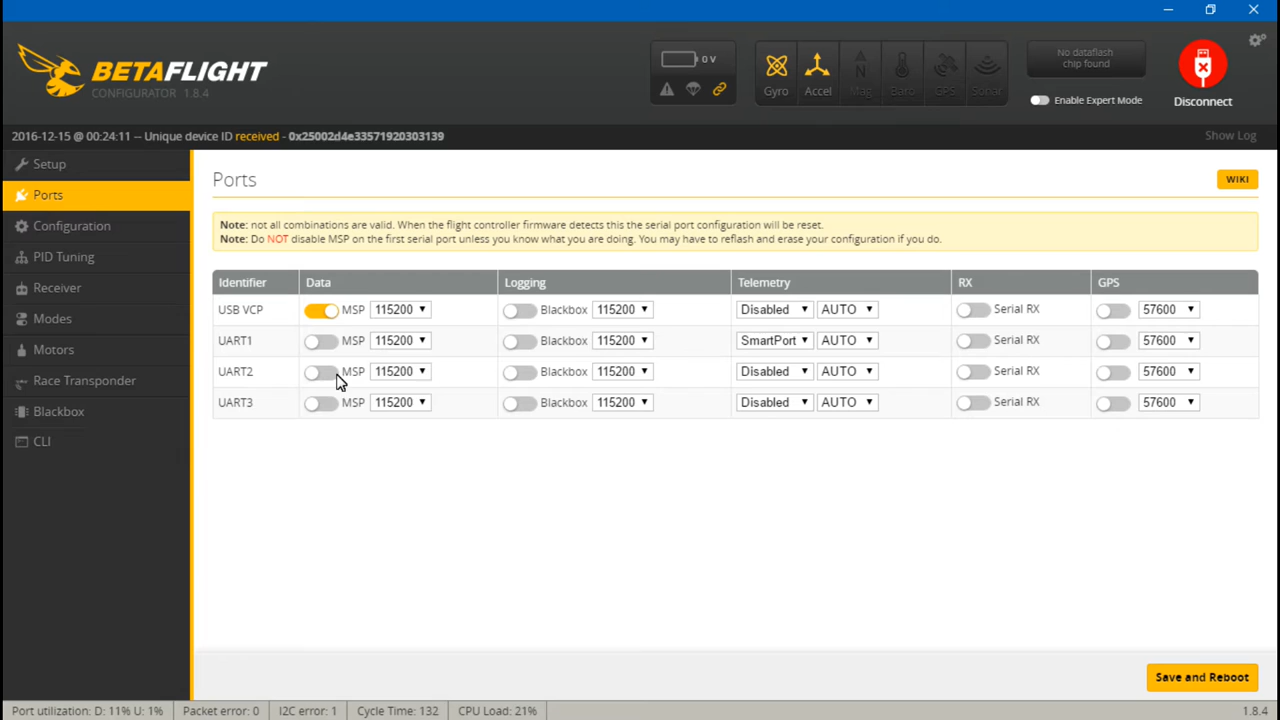 BETAFLIGHT
CONFIGURATOR 1.8.4
0 V
Gyro Accel Mag Baro GPS Sonar
No dataflash
chip found
Enable Expert Mode
Disconnect
2016-12-15 @ 00:24:11 -- Unique device ID received - 0x25002d4e33571920303139
Show Log
Setup
Ports
Configuration
PID Tuning
Receiver
Modes
Motors
Race Transponder
Blackbox
CLI
Ports
WIKI
Note: not all combinations are valid. When the flight controller firmware detects this the serial port configuration will be reset.
Note: Do NOT disable MSP on the first serial port unless you know what you are doing. You may have to reflash and erase your configuration if you do.
Identifier Data Logging Telemetry RX GPS
USB VCP MSP 115200 Blackbox 115200 Disabled AUTO Serial RX 57600
UART1 MSP 115200 Blackbox 115200 SmartPort AUTO Serial RX 57600
UART2 MSP 115200 Blackbox 115200 Disabled AUTO Serial RX 57600
UART3 MSP 115200 Blackbox 115200 Disabled AUTO Serial RX 57600
Save and Reboot
Port utilization: D: 11% U: 1% Packet error: 0 I2C error: 1 Cycle Time: 132 CPU Load: 21% 1.8.4